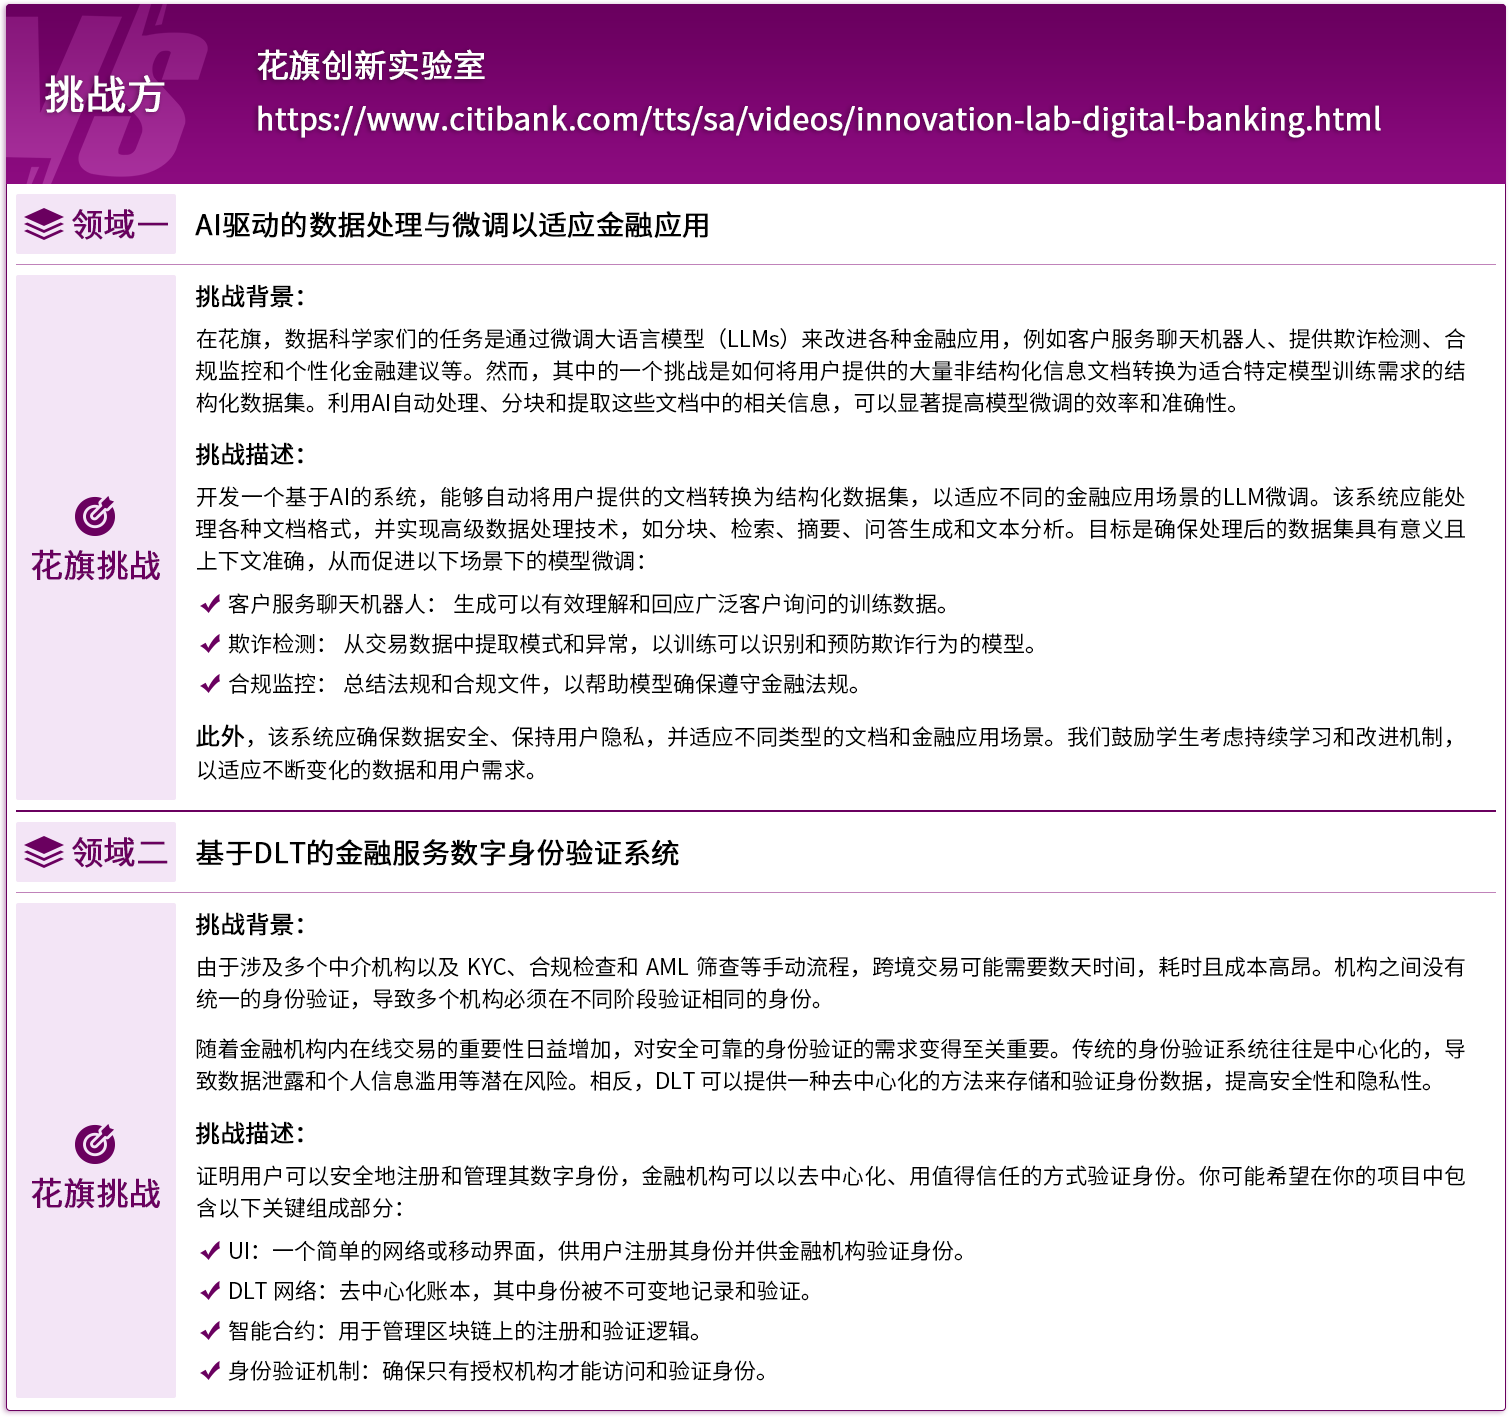 VS
挑战方
花旗创新实验室
https://www.citibank.com/tts/sa/videos/innovation-lab-digital-banking.html
领域一
AI驱动的数据处理与微调以适应金融应用
花旗挑战
挑战背景：
在花旗，数据科学家们的任务是通过微调大语言模型（LLMs）来改进各种金融应用，例如客户服务聊天机器人、提供欺诈检测、合
规监控和个性化金融建议等。然而，其中的一个挑战是如何将用户提供的大量非结构化信息文档转换为适合特定模型训练需求的结
构化数据集。利用AI自动处理、分块和提取这些文档中的相关信息，可以显著提高模型微调的效率和准确性。
挑战描述：
开发一个基于AI的系统，能够自动将用户提供的文档转换为结构化数据集，以适应不同的金融应用场景的LLM微调。该系统应能处
理各种文档格式，并实现高级数据处理技术，如分块、检索、摘要、问答生成和文本分析。目标是确保处理后的数据集具有意义且
上下文准确，从而促进以下场景下的模型微调：
客户服务聊天机器人： 生成可以有效理解和回应广泛客户询问的训练数据。
欺诈检测： 从交易数据中提取模式和异常，以训练可以识别和预防欺诈行为的模型。
合规监控： 总结法规和合规文件，以帮助模型确保遵守金融法规。
此外，该系统应确保数据安全、保持用户隐私，并适应不同类型的文档和金融应用场景。我们鼓励学生考虑持续学习和改进机制，
以适应不断变化的数据和用户需求。
领域二
基于DLT的金融服务数字身份验证系统
花旗挑战
挑战背景：
由于涉及多个中介机构以及 KYC、合规检查和 AML 筛查等手动流程，跨境交易可能需要数天时间，耗时且成本高昂。机构之间没有
统一的身份验证，导致多个机构必须在不同阶段验证相同的身份。
随着金融机构内在线交易的重要性日益增加，对安全可靠的身份验证的需求变得至关重要。传统的身份验证系统往往是中心化的，导
致数据泄露和个人信息滥用等潜在风险。相反，DLT 可以提供一种去中心化的方法来存储和验证身份数据，提高安全性和隐私性。
挑战描述：
证明用户可以安全地注册和管理其数字身份，金融机构可以以去中心化、用值得信任的方式验证身份。你可能希望在你的项目中包
含以下关键组成部分：
UI：一个简单的网络或移动界面，供用户注册其身份并供金融机构验证身份。
DLT 网络：去中心化账本，其中身份被不可变地记录和验证。
智能合约：用于管理区块链上的注册和验证逻辑。
身份验证机制：确保只有授权机构才能访问和验证身份。